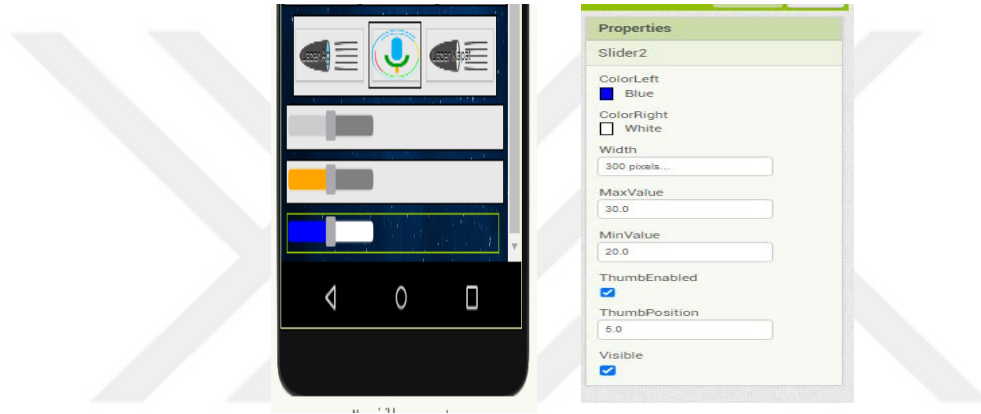 Properties
Slider2
ColorLeft
Blue
ColorRight
White
Width
300 pixels...
MaxValue
30.0
MinValue
20.0
ThumbEnabled
ThumbPosition
5.0
Visible